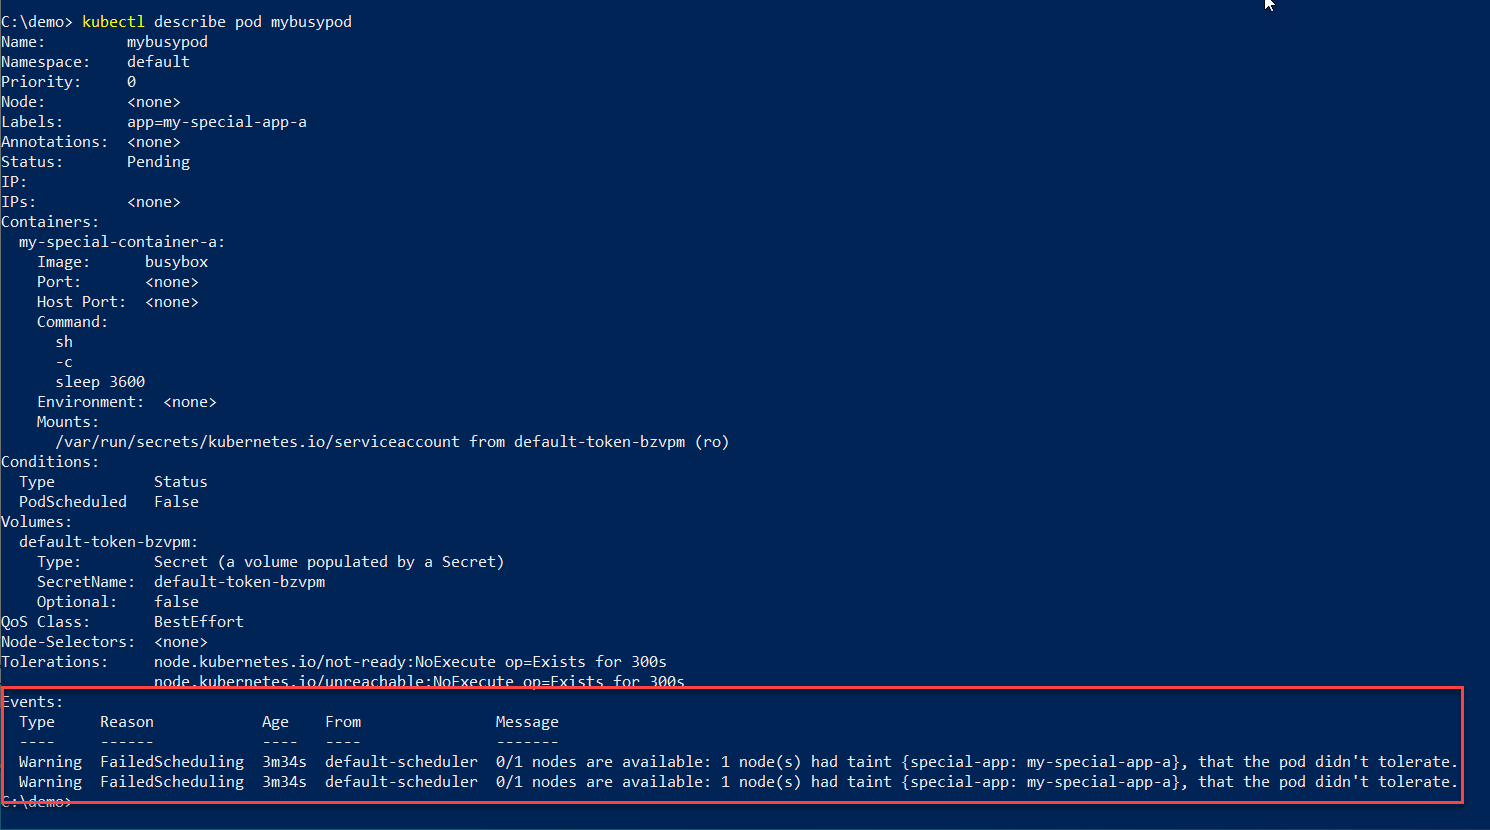 C:\demo> kubectl describe pod mybusypod
Name:         mybusypod
Namespace:    default
Priority:     0
Node:         <none>
Labels:       app=my-special-app-a
Annotations:  <none>
Status:       Pending
IP:
IPs:          <none>
Containers:
  my-special-container-a:
    Image:      busybox
    Port:       <none>
    Host Port:  <none>
    Command:
      sh
      -c
      sleep 3600
    Environment:  <none>
    Mounts:
      /var/run/secrets/kubernetes.io/serviceaccount from default-token-bzvpm (ro)
Conditions:
  Type           Status
  PodScheduled   False
Volumes:
  default-token-bzvpm:
    Type:        Secret (a volume populated by a Secret)
    SecretName:  default-token-bzvpm
    Optional:    false
QoS Class:       BestEffort
Node-Selectors:  <none>
Tolerations:     node.kubernetes.io/not-ready:NoExecute op=Exists for 300s
                 node.kubernetes.io/unreachable:NoExecute op=Exists for 300s
Events:
  Type     Reason            Age    From               Message
  ----     ------            ----   ----               -------
  Warning  FailedScheduling  3m34s  default-scheduler  0/1 nodes are available: 1 node(s) had taint {special-app: my-special-app-a}, that the pod didn't tolerate.
  Warning  FailedScheduling  3m34s  default-scheduler  0/1 nodes are available: 1 node(s) had taint {special-app: my-special-app-a}, that the pod didn't tolerate.
C:\demo>